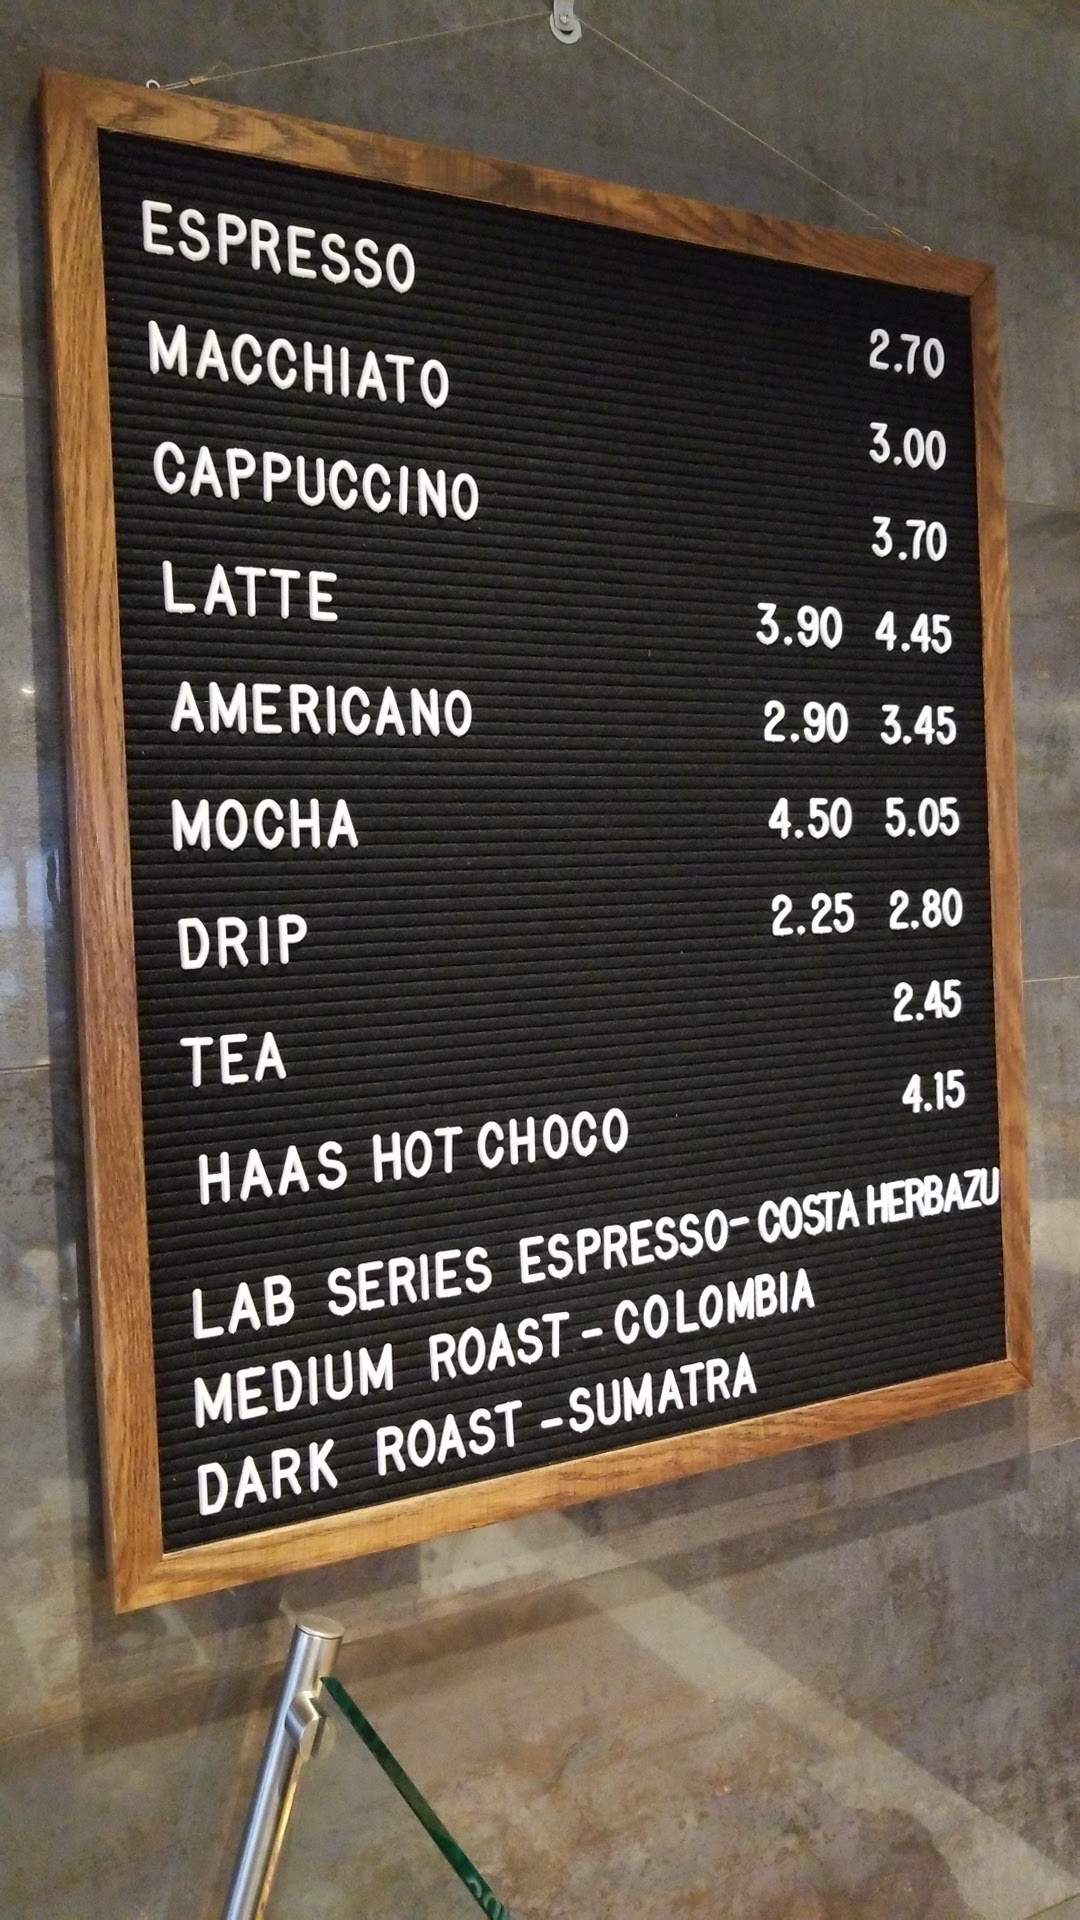 ESPRESSO 2.70
MACCHIATO 3.00
CAPPUCCINO 3.70
LATTE 3.90 4.45
AMERICANO 2.90 3.45
MOCHA 4.50 5.05
DRIP 2.25 2.80
TEA 2.45
HAAS HOT CHOCO 4.15
LAB SERIES ESPRESSO-COSTA HERBAZU
MEDIUM ROAST-COLOMBIA
DARK ROAST-SUMATRA